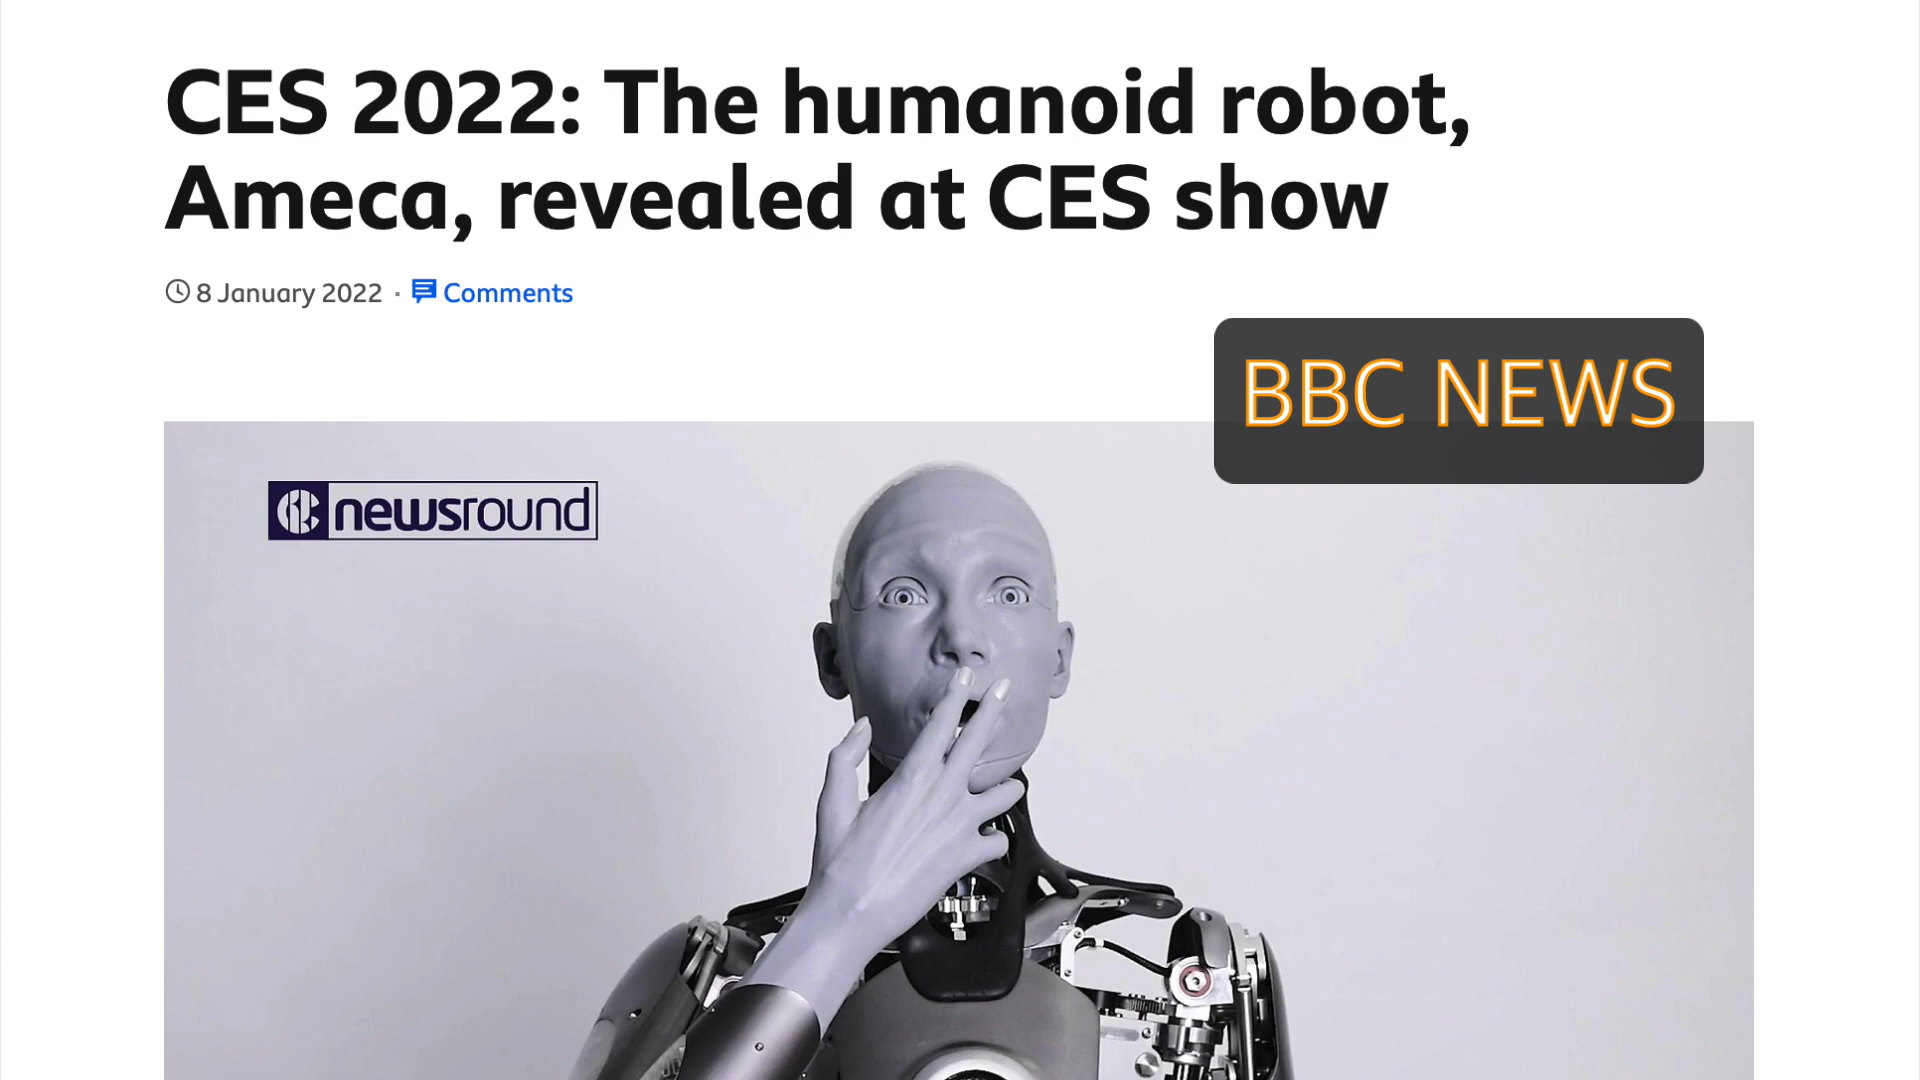 CES 2022: The humanoid robot,
Ameca, revealed at CES show
8 January 2022 · Comments
BBC NEWS
newsround